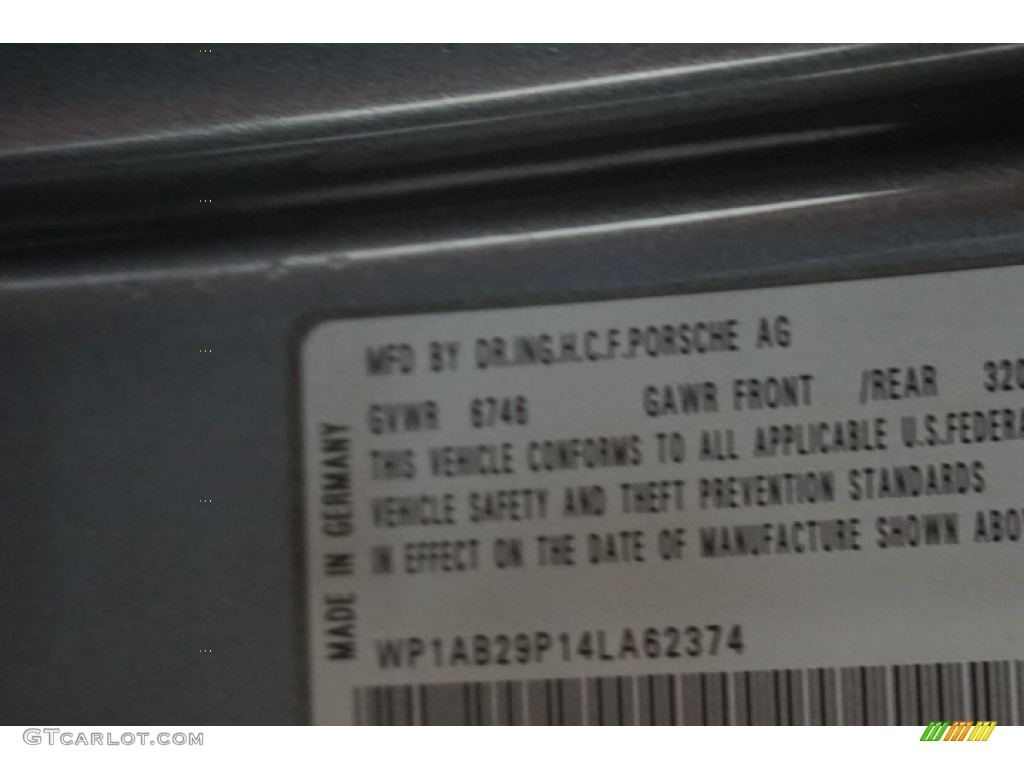 MFD BY DR.ING.H.C.F.PORSCHE AG
GVWR 6746 GAWR FRONT /REAR 320
THIS VEHICLE CONFORMS TO ALL APPLICABLE U.S.FEDERA
VEHICLE SAFETY AND THEFT PREVENTION STANDARDS
IN EFFECT ON THE DATE OF MANUFACTURE SHOWN ABO
MADE IN GERMANY
WP1AB29P14LA62374
GTcarlot.com